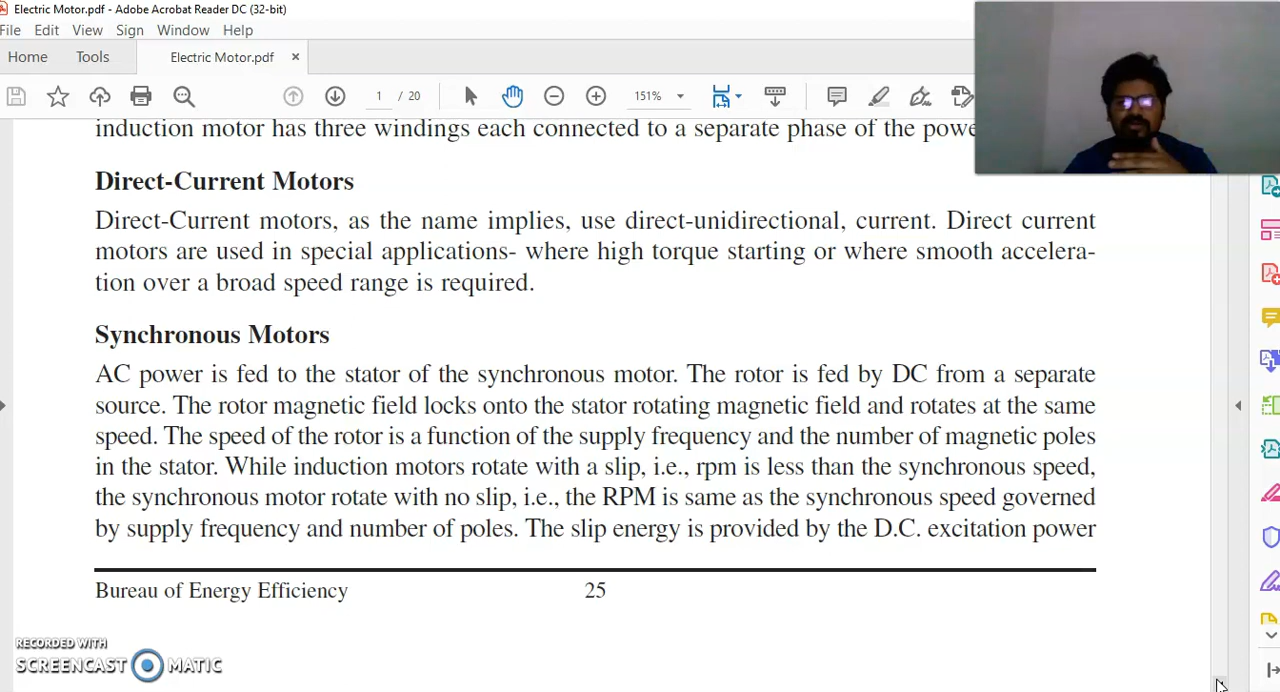 Electric Motor.pdf - Adobe Acrobat Reader DC (32-bit)
File Edit View Sign Window Help
Home Tools Electric Motor.pdf ×
1 / 20 151%
induction motor has three windings each connected to a separate phase of the powe
Direct-Current Motors
Direct-Current motors, as the name implies, use direct-unidirectional, current. Direct current
motors are used in special applications- where high torque starting or where smooth accelera-
tion over a broad speed range is required.
Synchronous Motors
AC power is fed to the stator of the synchronous motor. The rotor is fed by DC from a separate
source. The rotor magnetic field locks onto the stator rotating magnetic field and rotates at the same
speed. The speed of the rotor is a function of the supply frequency and the number of magnetic poles
in the stator. While induction motors rotate with a slip, i.e., rpm is less than the synchronous speed,
the synchronous motor rotate with no slip, i.e., the RPM is same as the synchronous speed governed
by supply frequency and number of poles. The slip energy is provided by the D.C. excitation power
Bureau of Energy Efficiency 25
RECORDED WITH
SCREENCAST MATIC